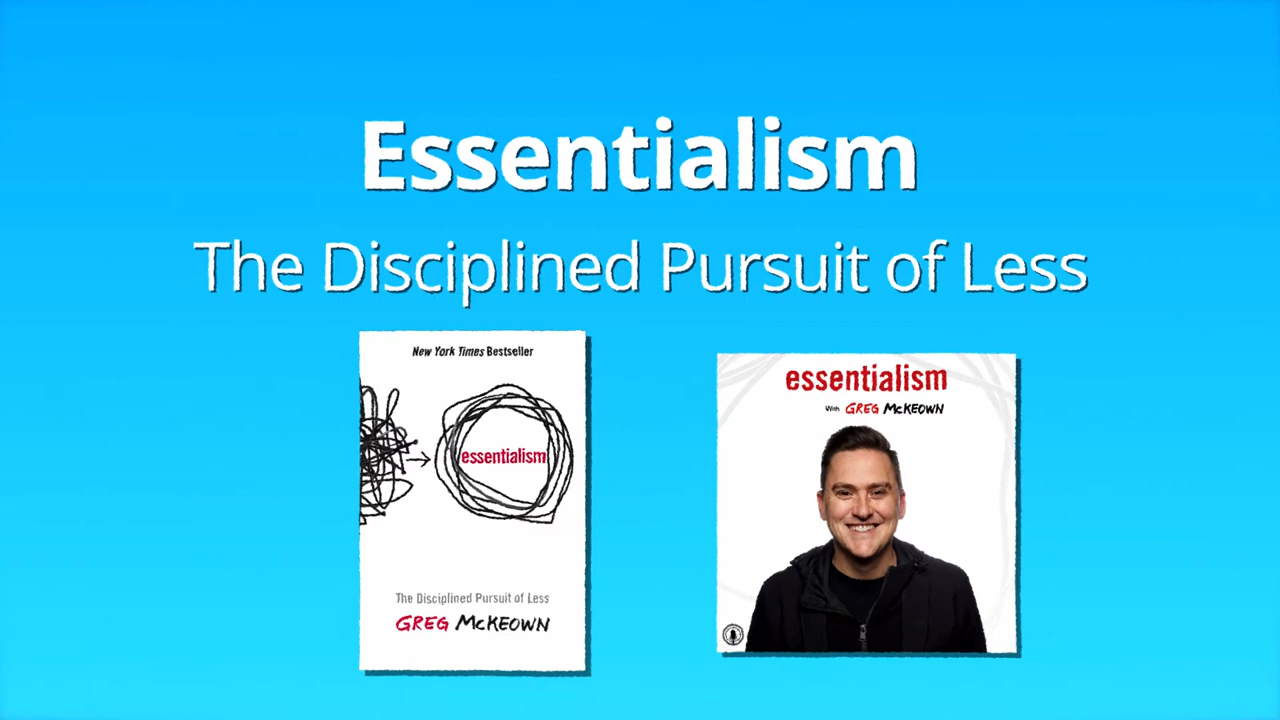 Essentialism
The Disciplined Pursuit of Less
New York Times Bestseller
essentialism
The Disciplined Pursuit of Less
GREG McKEOWN
essentialism
With GREG McKEOWN